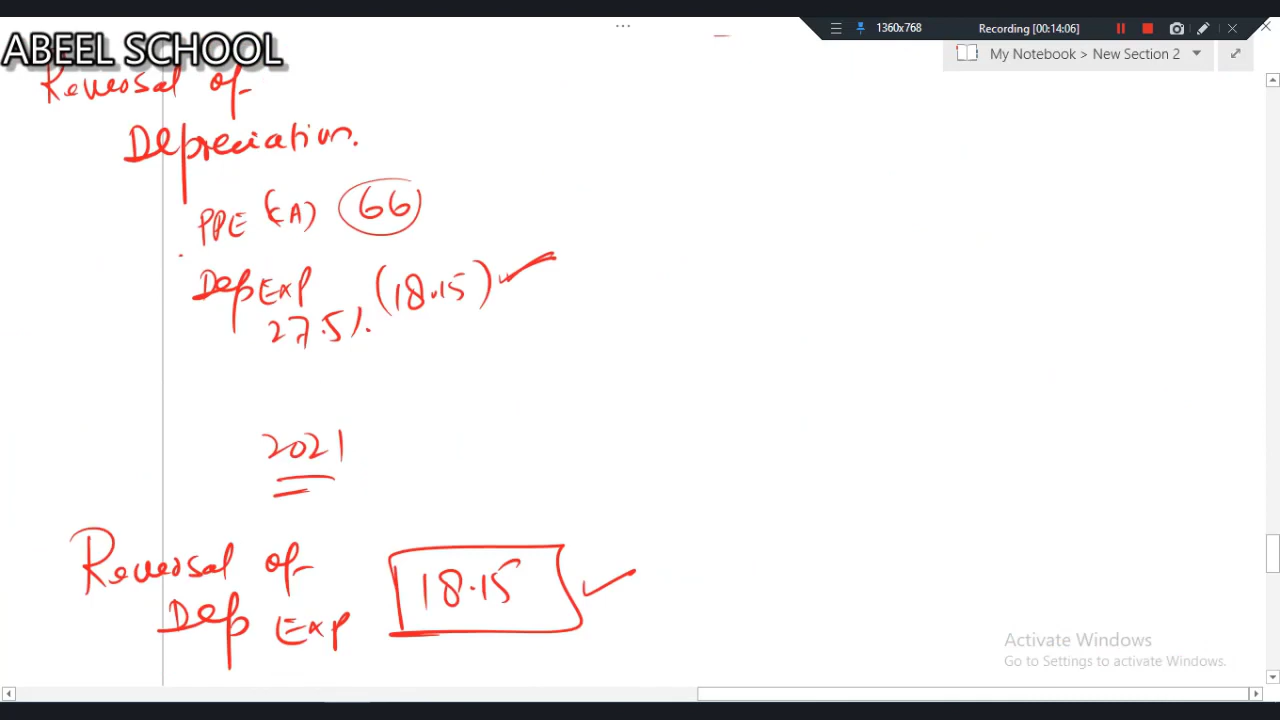 1360x768
Recording [00:14:06]
ABEEL SCHOOL
My Notebook > New Section 2
Reversal of
Depreciation.
PPE (CA) 66
Dep Exp (18.15)
27.5%.
2021
Reversal of
Dep Exp 18.15
Activate Windows
Go to Settings to activate Windows.